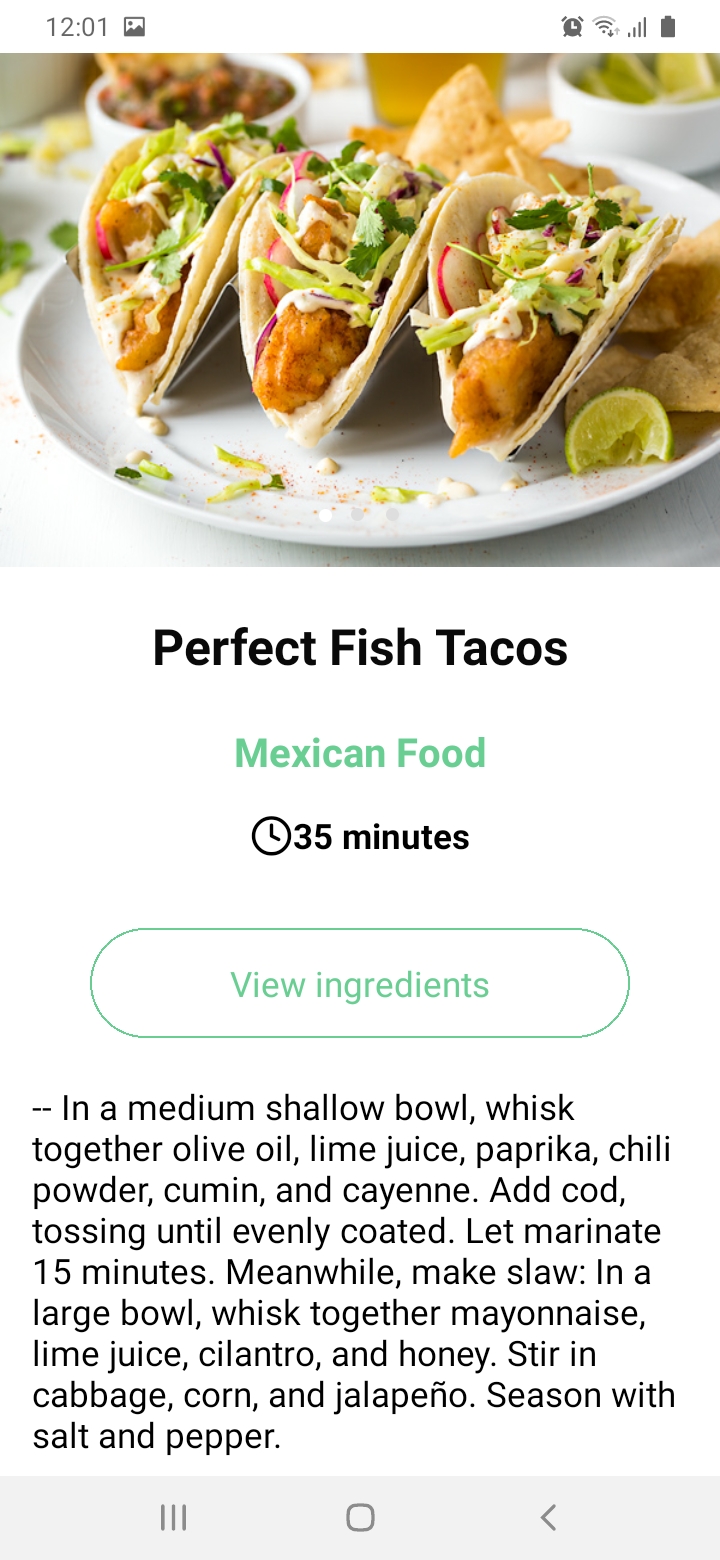 12:01
Perfect Fish Tacos
Mexican Food
35 minutes
View ingredients
-- In a medium shallow bowl, whisk
together olive oil, lime juice, paprika, chili
powder, cumin, and cayenne. Add cod,
tossing until evenly coated. Let marinate
15 minutes. Meanwhile, make slaw: In a
large bowl, whisk together mayonnaise,
lime juice, cilantro, and honey. Stir in
cabbage, corn, and jalapeño. Season with
salt and pepper.